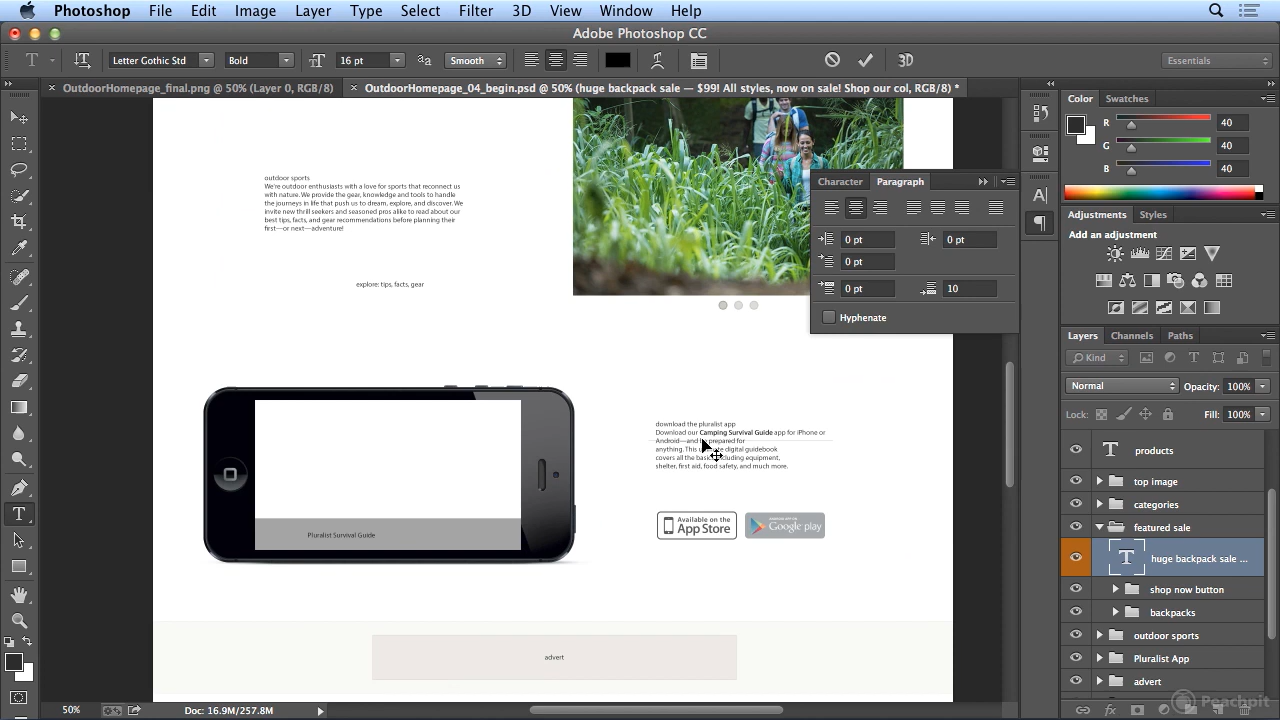 Photoshop File Edit Image Layer Type Select Filter 3D View Window Help
Adobe Photoshop CC
T Letter Gothic Std Bold 16 pt Smooth 3D Essentials
OutdoorHomepage_final.png @ 50% (Layer 0, RGB/8) OutdoorHomepage_04_begin.psd @ 50% (huge backpack sale — $99! All styles, now on sale! Shop our col, RGB/8) *
Color Swatches
R 40
G 40
B 40
Character Paragraph
0 pt 0 pt
0 pt
0 pt 10
Hyphenate
Adjustments Styles
Add an adjustment
Layers Channels Paths
Kind
Normal Opacity: 100%
Lock: Fill: 100%
products
top image
categories
featured sale
huge backpack sale ...
shop now button
backpacks
outdoor sports
Pluralist App
advert
outdoor sports
We're outdoor enthusiasts with a love for sports that reconnect us
with nature. We provide the gear, knowledge and tools to handle
the journeys in life that push us to dream, explore, and discover. We
invite new thrill seekers and seasoned pros alike to read about our
best tips, facts, and gear recommendations before planning their
first—or next—adventure!
explore: tips, facts, gear
Pluralist Survival Guide
download the pluralist app
Download our Camping Survival Guide app for iPhone or
Android—and prepared for
anything. This digital guidebook
covers all the including equipment,
shelter, first aid, food safety, and much more.
Available on the
App Store
Google play
advert
50% Doc: 16.9M/257.8M
Peachpit